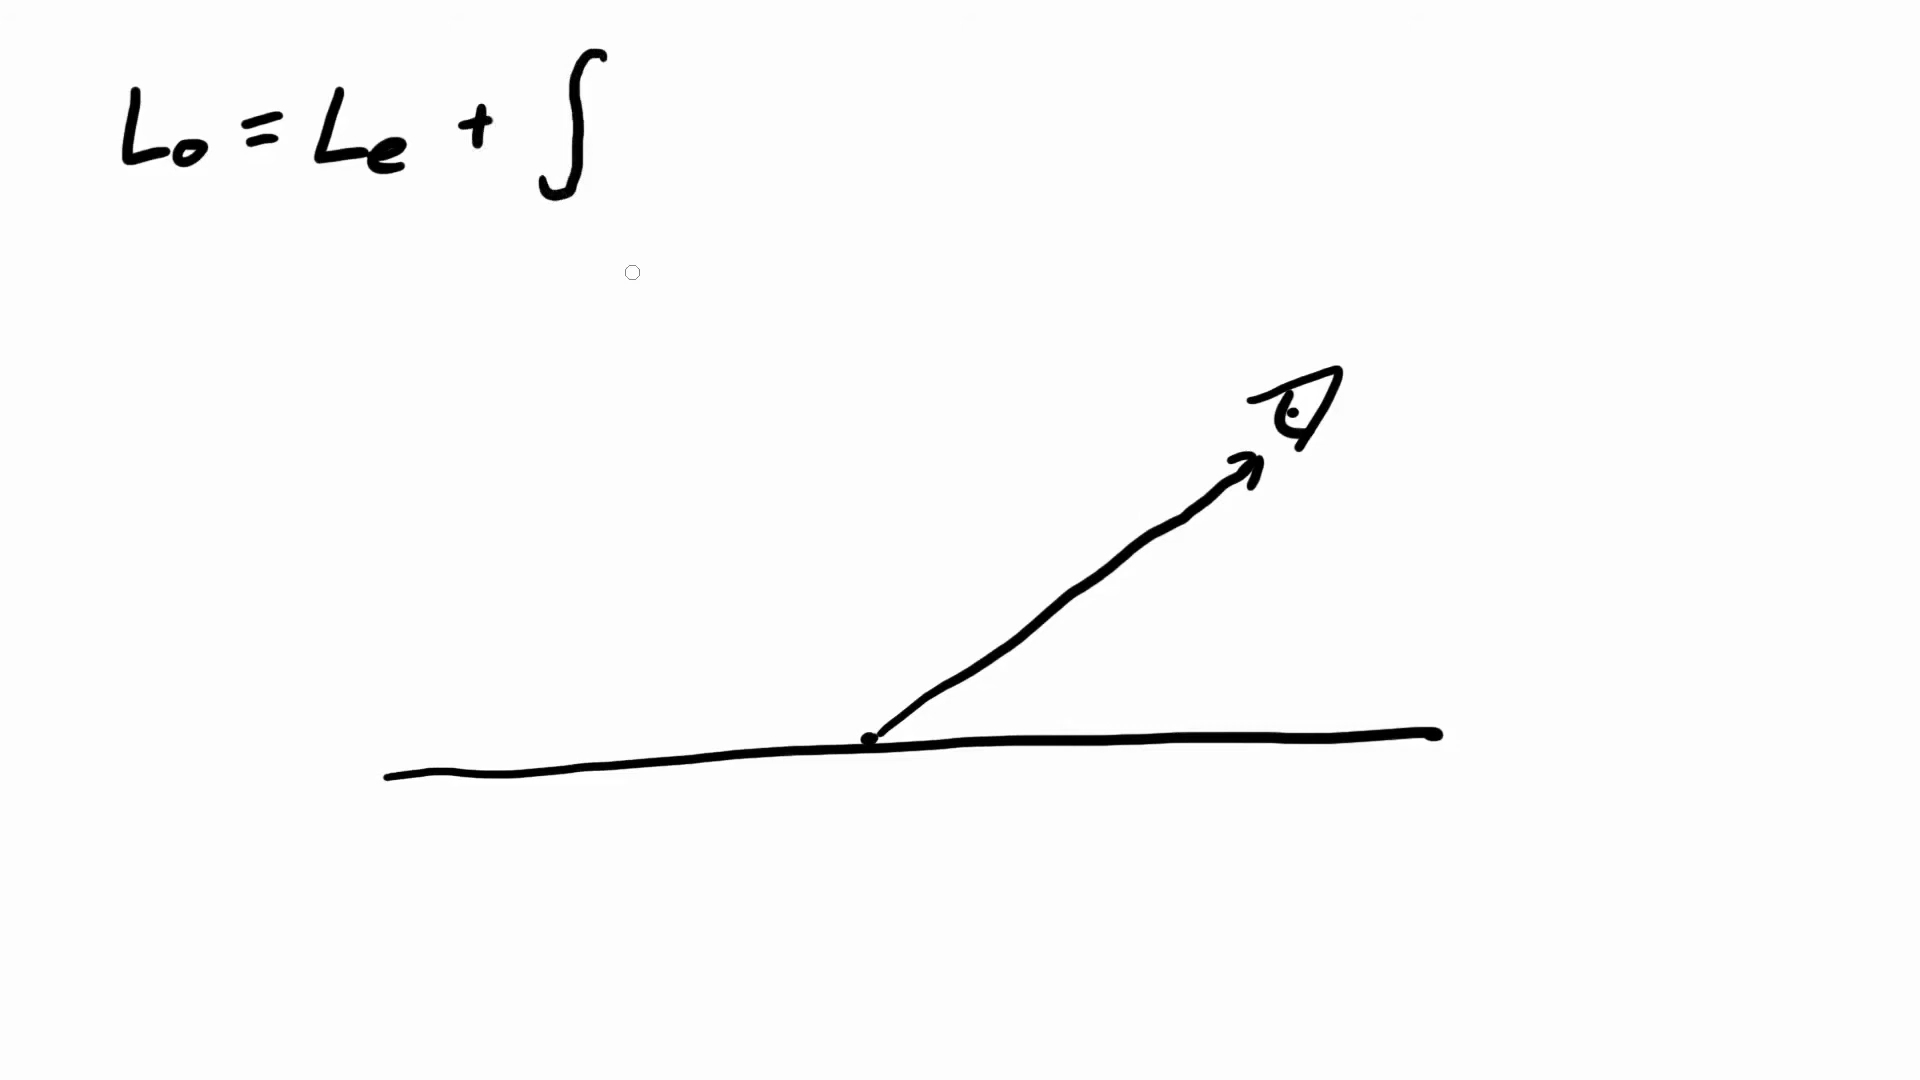 Lo = Le + ∫